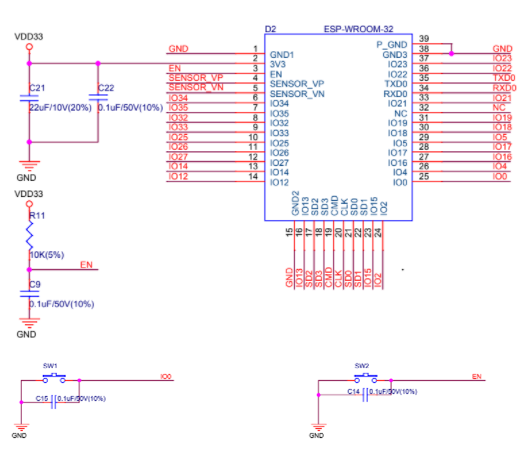 D2 ESP-WROOM-32
VDD33
C21
22uF/10V(20%)
C22
0.1uF/50V(10%)
GND
GND 1 GND1
2 3V3
EN 3 EN
SENSOR_VP 4 SENSOR_VP
SENSOR_VN 5 SENSOR_VN
IO34 6 IO34
IO35 7 IO35
IO32 8 IO32
IO33 9 IO33
IO25 10 IO25
IO26 11 IO26
IO27 12 IO27
IO14 13 IO14
IO12 14 IO12
P_GND 39
GND3 38 GND
IO23 37 IO23
IO22 36 IO22
TXD0 35 TXD0
RXD0 34 RXD0
IO21 33 IO21
NC 32 NC
IO19 31 IO19
IO18 30 IO18
IO5 29 IO5
IO17 28 IO17
IO16 27 IO16
IO4 26 IO4
IO0 25 IO0
GND2 15 GND
IO13 16 IO13
SD2 17 SD2
SD3 18 SD3
CMD 19 CMD
CLK 20 CLK
SD0 21 SD0
SD1 22 SD1
IO15 23 IO15
IO2 24 IO2
VDD33
R11
10K(5%)
EN
C9
0.1uF/50V(10%)
GND
SW1
IO0
C15 0.1uF/50V(10%)
GND
SW2
EN
C14 0.1uF/50V(10%)
GND